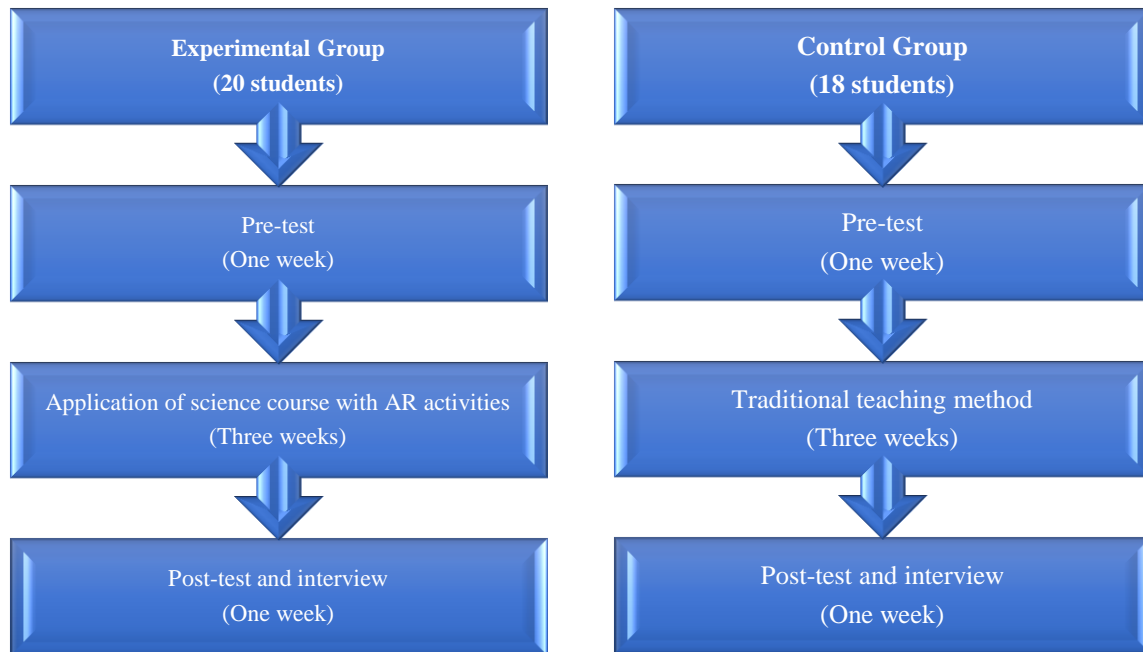 Experimental Group
(20 students)
Pre-test
(One week)
Application of science course with AR activities
(Three weeks)
Post-test and interview
(One week)
Control Group
(18 students)
Pre-test
(One week)
Traditional teaching method
(Three weeks)
Post-test and interview
(One week)